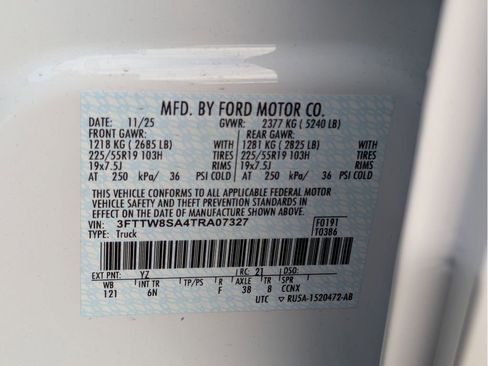 MFD. BY FORD MOTOR CO.
DATE: 11/25 GVWR: 2377 KG ( 5240 LB)
FRONT GAWR: REAR GAWR:
1218 KG ( 2685 LB) WITH 1281 KG ( 2825 LB) WITH
225/55R19 103H TIRES 225/55R19 103H TIRES
19x7.5J RIMS 19x7.5J RIMS
AT 250 kPa/ 36 PSI COLD AT 250 kPa/ 36 PSI COLD
THIS VEHICLE CONFORMS TO ALL APPLICABLE FEDERAL MOTOR
VEHICLE SAFETY AND THEFT PREVENTION STANDARDS IN EFFECT
ON THE DATE OF MANUFACTURE SHOWN ABOVE.
VIN: 3FTTW8SA4TRA07327 F0191
TYPE: Truck T0386
EXT PNT: YZ RC: 21 DSO:
WB INT TR TP/PS R AXLE TR SPR
121 6N F 3B 8 CCNX
UTC ▽ RU5A-1520472-AB